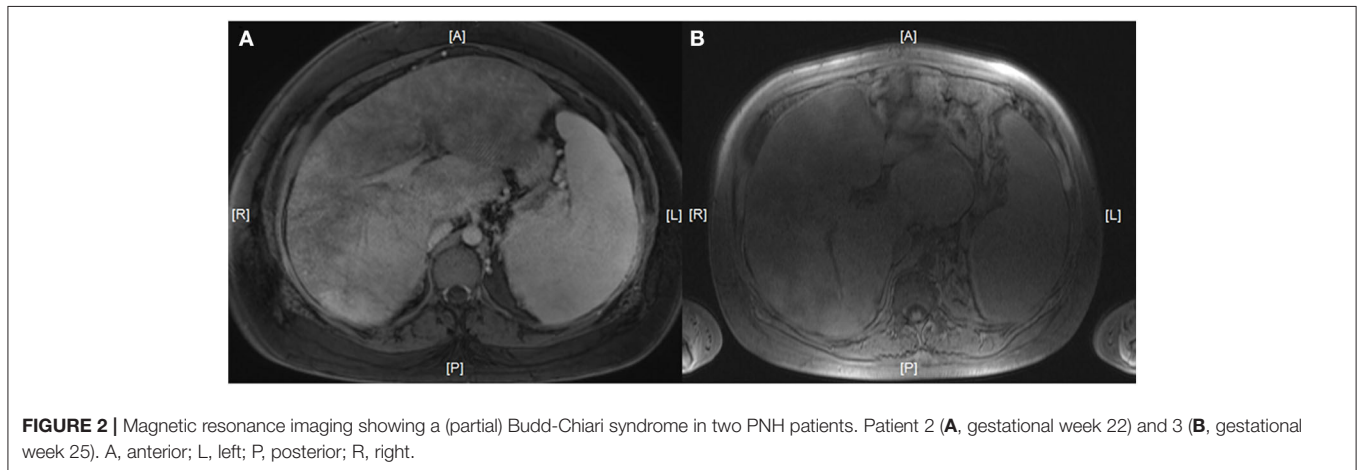 A
[A]
[R]
[L]
[P]
B
[A]
[R]
[L]
[P]
FIGURE 2 | Magnetic resonance imaging showing a (partial) Budd-Chiari syndrome in two PNH patients. Patient 2 (A, gestational week 22) and 3 (B, gestational
week 25). A, anterior; L, left; P, posterior; R, right.